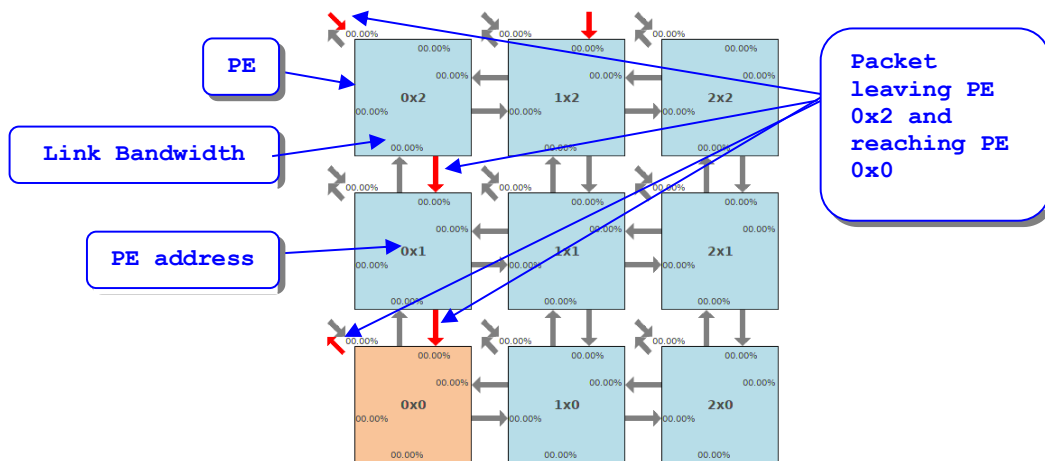 00.00% 00.00% 00.00%
00.00% 00.00% 00.00%
PE
00.00% 00.00% 00.00%
0x2 1x2 2x2
00.00% 00.00% 00.00%
00.00% 00.00% 00.00%
Link Bandwidth
Packet
leaving PE
0x2 and
reaching PE
0x0
00.00% 00.00% 00.00%
00.00% 00.00% 00.00%
00.00% 00.00% 00.00%
PE address
0x1 1x1 2x1
00.00% 00.00% 00.00%
00.00% 00.00% 00.00%
00.00% 00.00% 00.00%
00.00% 00.00% 00.00%
00.00% 00.00% 00.00%
0x0 1x0 2x0
00.00% 00.00% 00.00%
00.00% 00.00% 00.00%